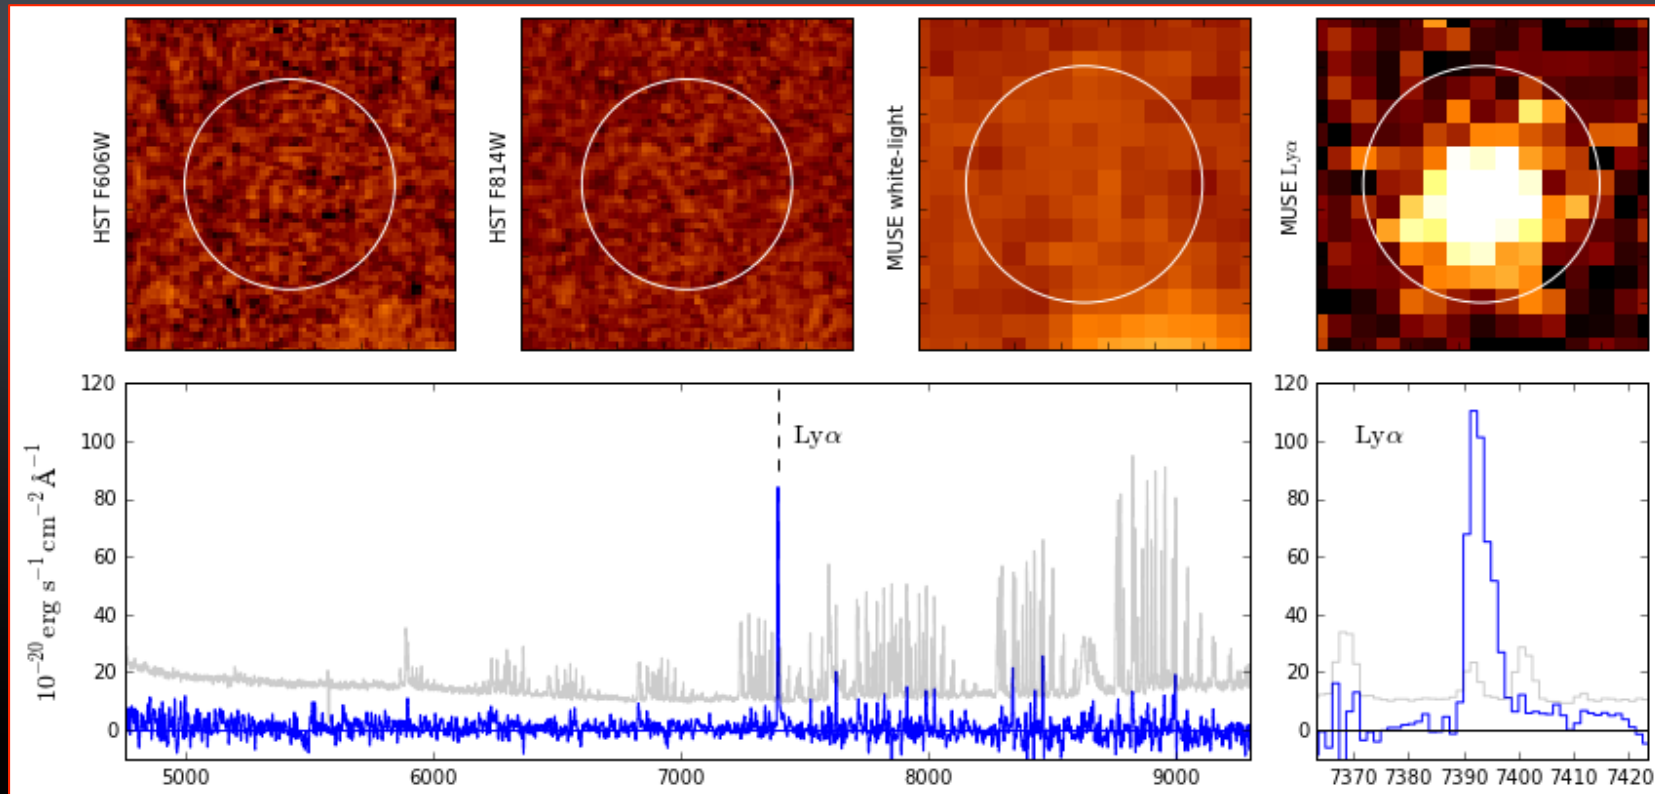 HST F606W
HST F814W
MUSE white-light
MUSE Lyα
10⁻²⁰ erg s⁻¹ cm⁻² Å⁻¹
120
100
80
60
40
20
0
Lyα
5000 6000 7000 8000 9000
120
100
80
60
40
20
0
Lyα
7370 7380 7390 7400 7410 7420